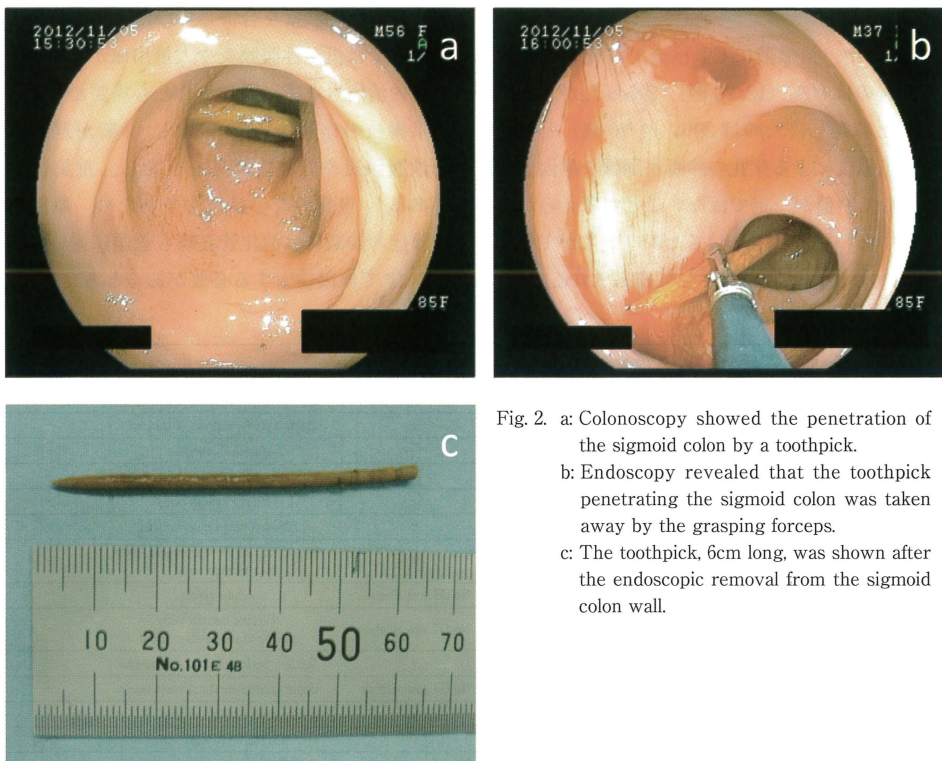 2012/11/05
15:30:53
M56 F
A
1/
a
85F
2012/11/05
16:00:53
M37
1/
b
85F
c
10 20 30 40 50 60 70
No.101E 48
Fig. 2. a: Colonoscopy showed the penetration of
the sigmoid colon by a toothpick.
b: Endoscopy revealed that the toothpick
penetrating the sigmoid colon was taken
away by the grasping forceps.
c: The toothpick, 6cm long, was shown after
the endoscopic removal from the sigmoid
colon wall.